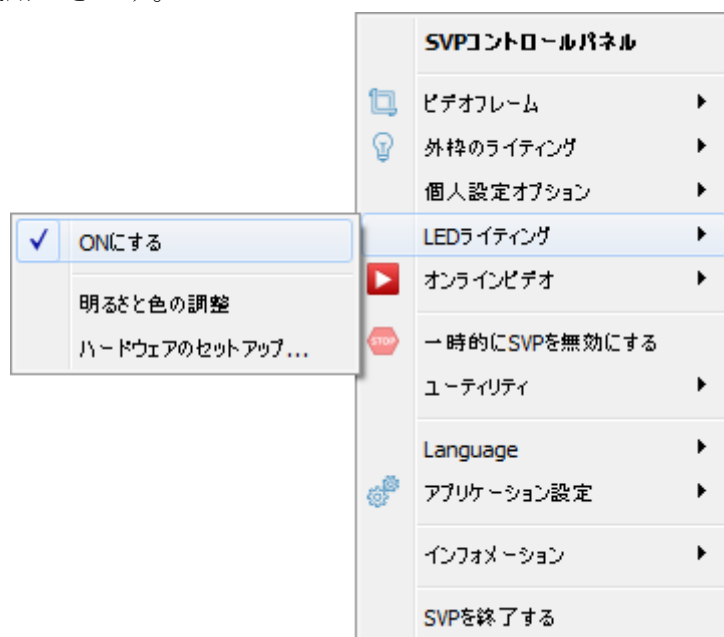 SVPコントロールパネル
ビデオフレーム
外枠のライティング
個人設定オプション
LEDライティング
ONにする
明るさと色の調整
ハードウェアのセットアップ...
オンラインビデオ
STOP
一時的にSVPを無効にする
ユーティリティ
Language
アプリケーション設定
インフォメーション
SVPを終了する